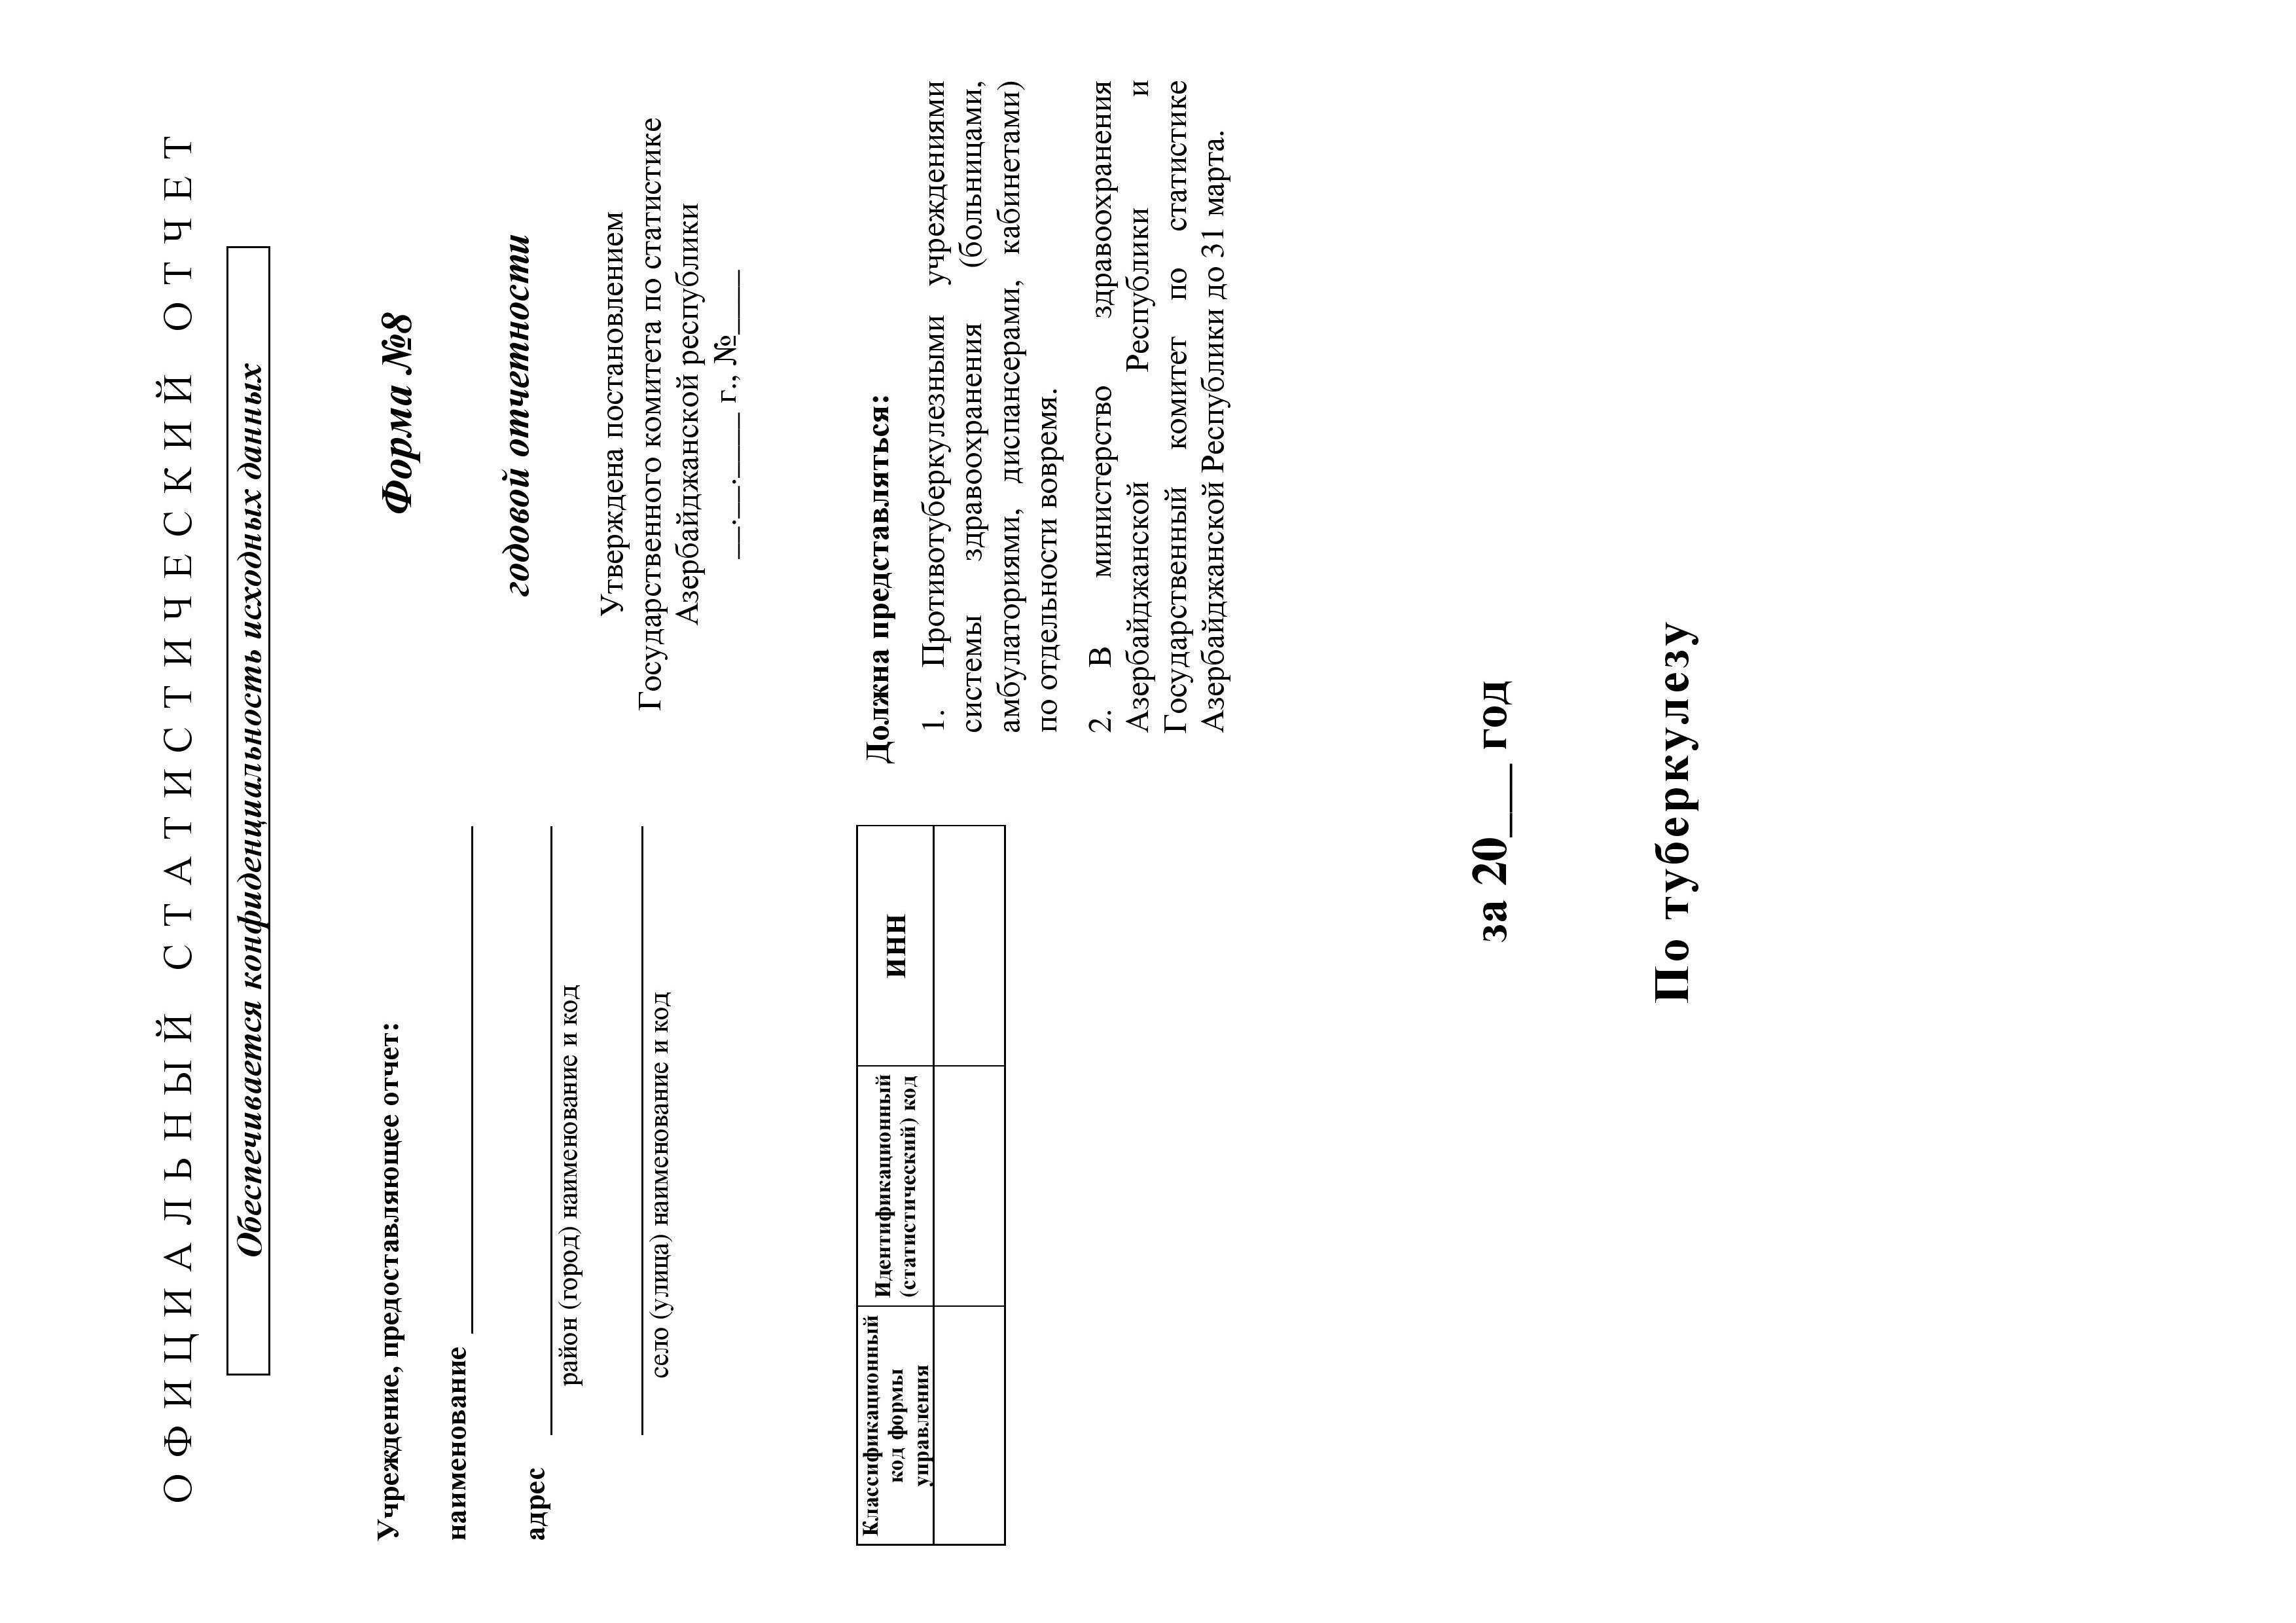 ОФИЦИАЛЬНЫЙ СТАТИСТИЧЕСКИЙ ОТЧЕТ
Обеспечивается конфиденциальность исходных данных
Учреждение, предоставляющее отчет:
наименование
адрес
район (город) наименование и код
село (улица) наименование и код
Форма №8
годовой отчетности
Утверждена постановлением
Государственного комитета по статистике
Азербайджанской республики
__.__.____ г., №____
Классификационный
код формы
управления
Идентификационный
(статистический) код
ИНН
Должна представляться:
1. Противотуберкулезными учреждениями
системы здравоохранения (больницами,
амбулаториями, диспансерами, кабинетами)
по отдельности вовремя.
2. В министерство здравоохранения
Азербайджанской Республики и
Государственный комитет по статистике
Азербайджанской Республики до 31 марта.
за 20___ год
По туберкулезу